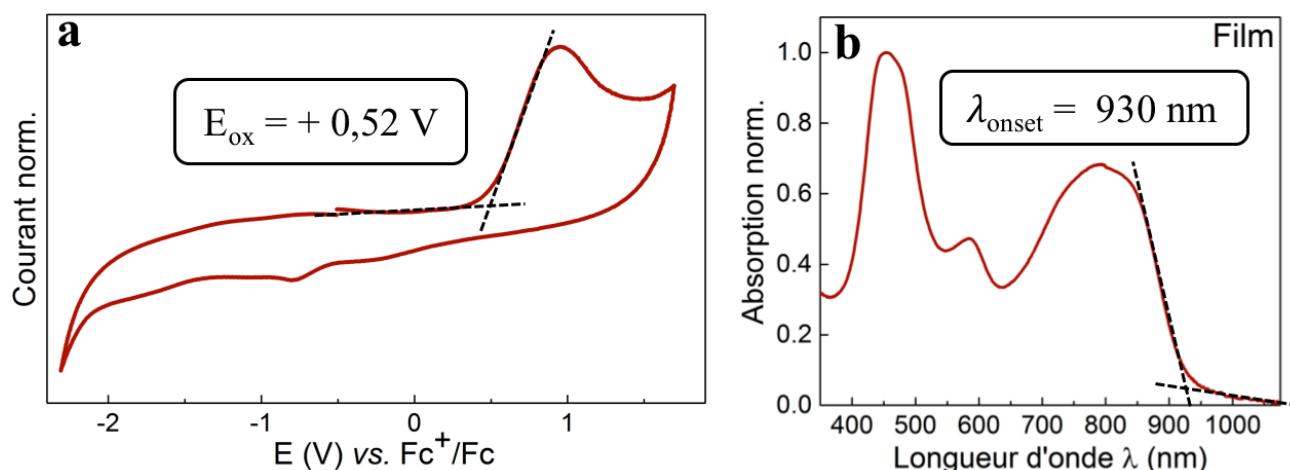 a
E_ox = + 0,52 V
Courant norm.
-2 -1 0 1
E (V) vs. Fc⁺/Fc
b
Film
λ_onset = 930 nm
Absorption norm.
1.0
0.8
0.6
0.4
0.2
0.0
400 500 600 700 800 900 1000
Longueur d'onde λ (nm)